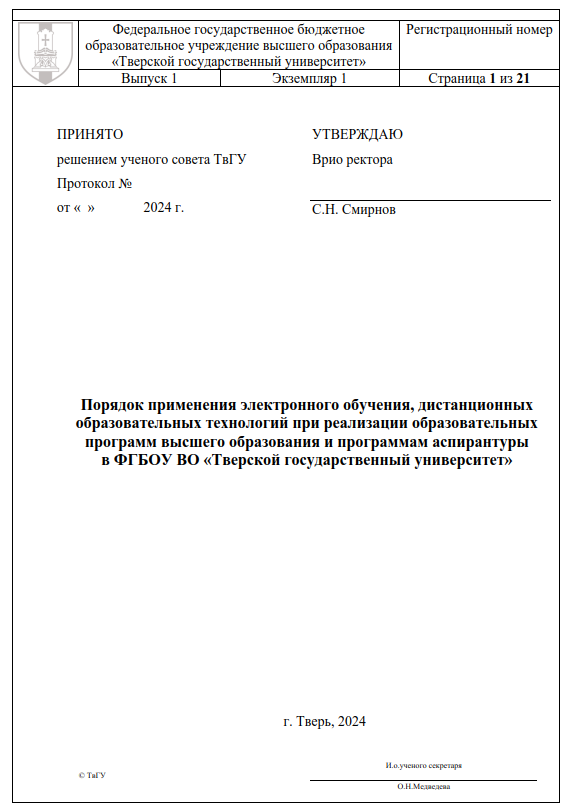 Федеральное государственное бюджетное
образовательное учреждение высшего образования
«Тверской государственный университет»
Регистрационный номер
Выпуск 1
Экземпляр 1
Страница 1 из 21
ПРИНЯТО
решением ученого совета ТвГУ
Протокол №
от « » 2024 г.
УТВЕРЖДАЮ
Врио ректора
С.Н. Смирнов
Порядок применения электронного обучения, дистанционных
образовательных технологий при реализации образовательных
программ высшего образования и программам аспирантуры
в ФГБОУ ВО «Тверской государственный университет»
г. Тверь, 2024
© ТвГУ
И.о.ученого секретаря
О.Н.Медведева